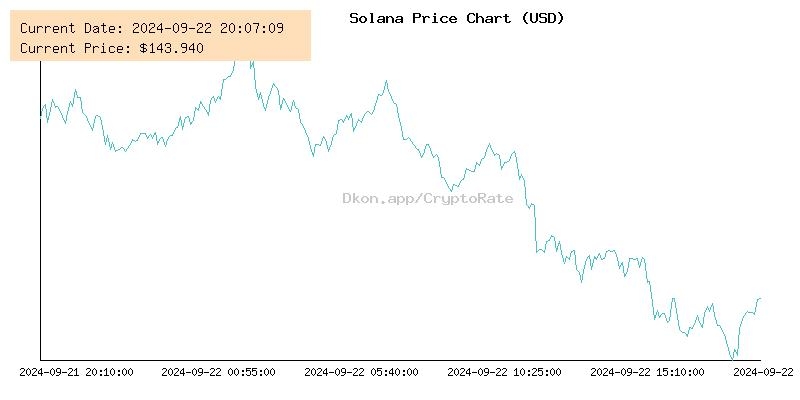 Solana Price Chart (USD)
Current Date: 2024-09-22 20:07:09
Current Price: $143.940
Dkon.app/CryptoRate
2024-09-21 20:10:00 2024-09-22 00:55:00 2024-09-22 05:40:00 2024-09-22 10:25:00 2024-09-22 15:10:00 2024-09-22